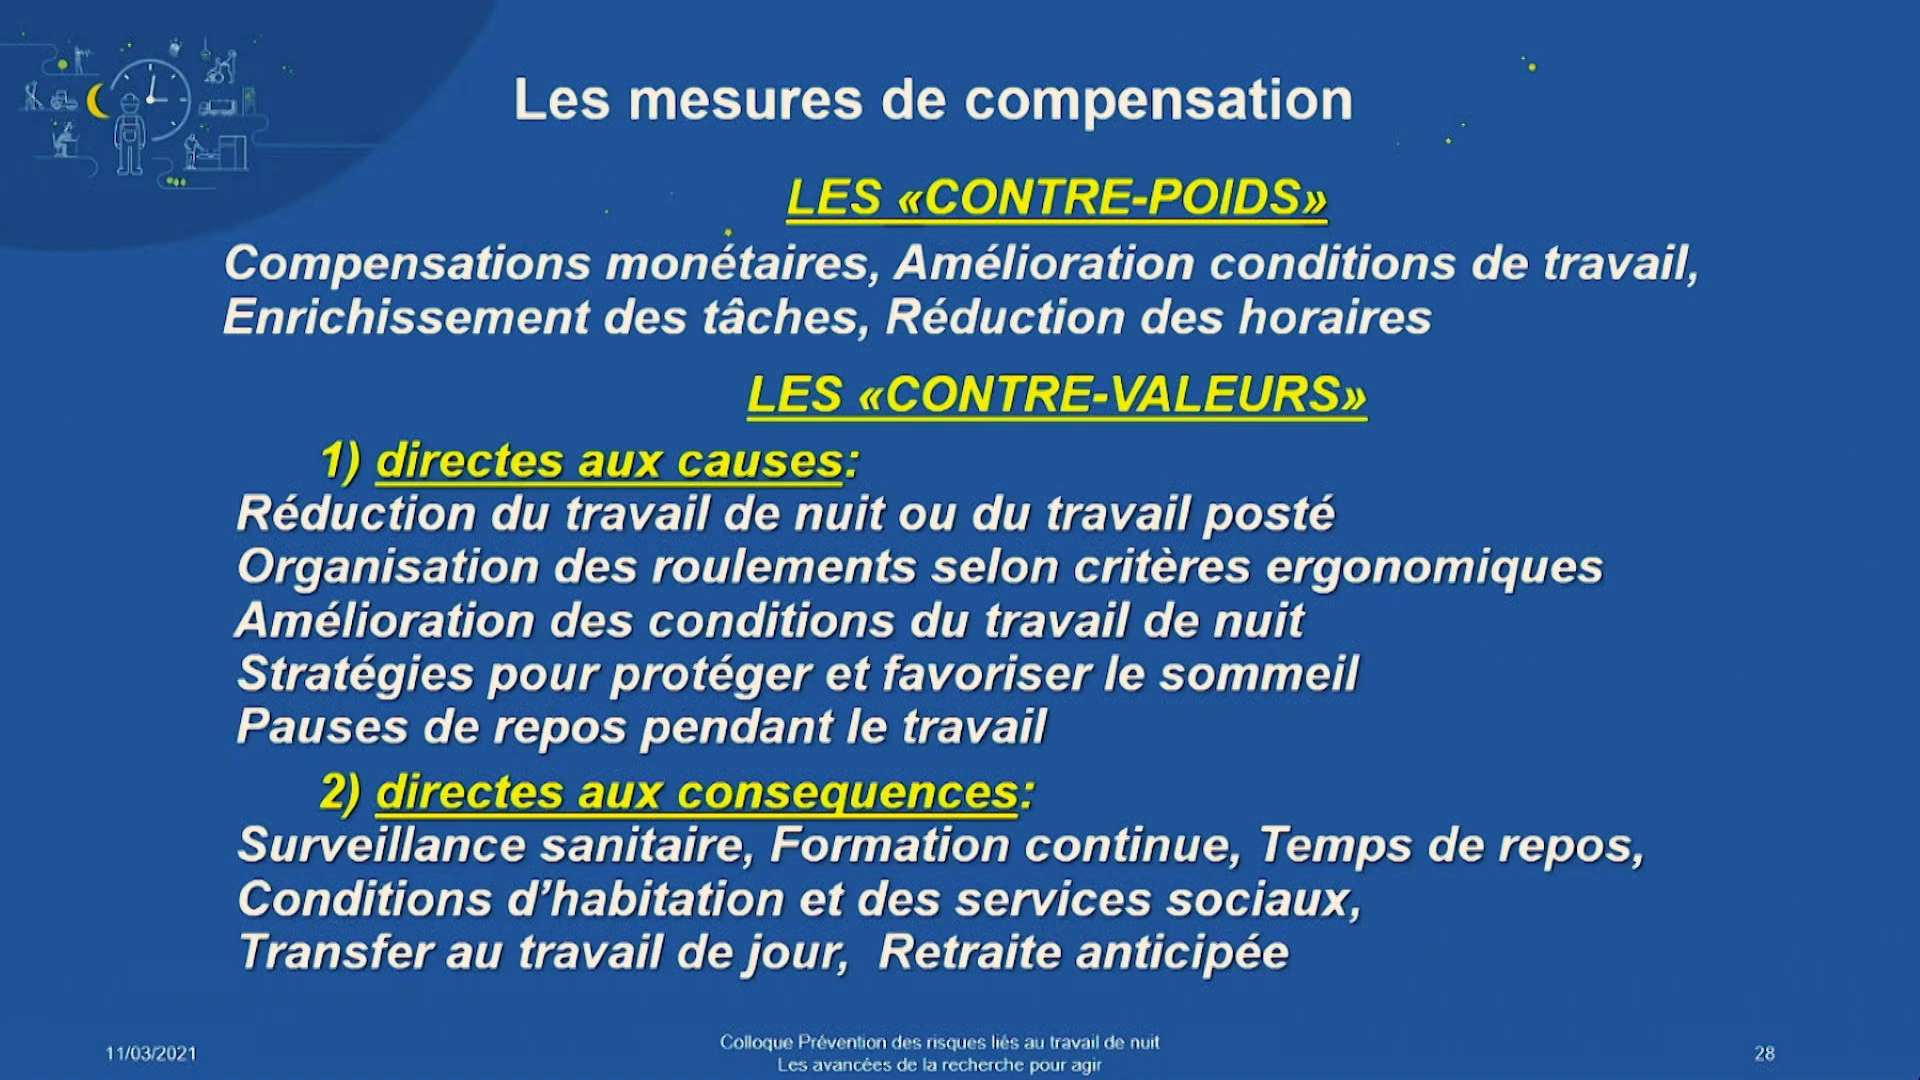 Les mesures de compensation
LES «CONTRE-POIDS»
Compensations monétaires, Amélioration conditions de travail,
Enrichissement des tâches, Réduction des horaires
LES «CONTRE-VALEURS»
1) directes aux causes:
Réduction du travail de nuit ou du travail posté
Organisation des roulements selon critères ergonomiques
Amélioration des conditions du travail de nuit
Stratégies pour protéger et favoriser le sommeil
Pauses de repos pendant le travail
2) directes aux consequences:
Surveillance sanitaire, Formation continue, Temps de repos,
Conditions d’habitation et des services sociaux,
Transfer au travail de jour, Retraite anticipée
11/03/2021
Colloque Prévention des risques liés au travail de nuit
Les avancées de la recherche pour agir
28